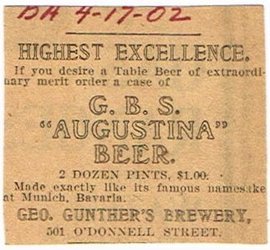 DH 4-17-02
HIGHEST EXCELLENCE.
If you desire a Table Beer of extraordi-
nary merit order a case of
G. B. S.
"AUGUSTINA"
BEER.
2 DOZEN PINTS, $1.00.
Made exactly like its famous namesake
at Munich, Bavaria.
GEO. GUNTHER'S BREWERY,
501 O'DONNELL STREET.